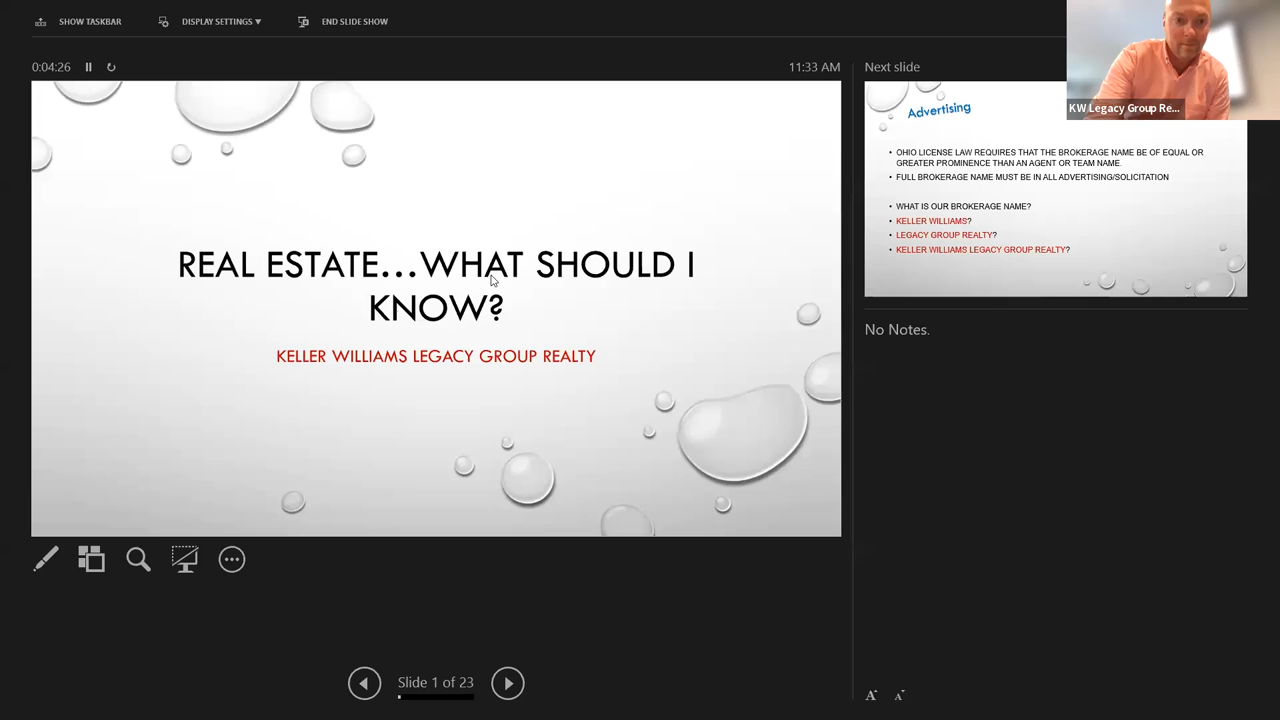 SHOW TASKBAR
DISPLAY SETTINGS ▼
END SLIDE SHOW
0:04:26
11:33 AM
REAL ESTATE...WHAT SHOULD I
KNOW?
KELLER WILLIAMS LEGACY GROUP REALTY
Next slide
KW Legacy Group Re...
Advertising
• OHIO LICENSE LAW REQUIRES THAT THE BROKERAGE NAME BE OF EQUAL OR
GREATER PROMINENCE THAN AN AGENT OR TEAM NAME.
• FULL BROKERAGE NAME MUST BE IN ALL ADVERTISING/SOLICITATION
• WHAT IS OUR BROKERAGE NAME?
• KELLER WILLIAMS?
• LEGACY GROUP REALTY?
• KELLER WILLIAMS LEGACY GROUP REALTY?
No Notes.
Slide 1 of 23
A A